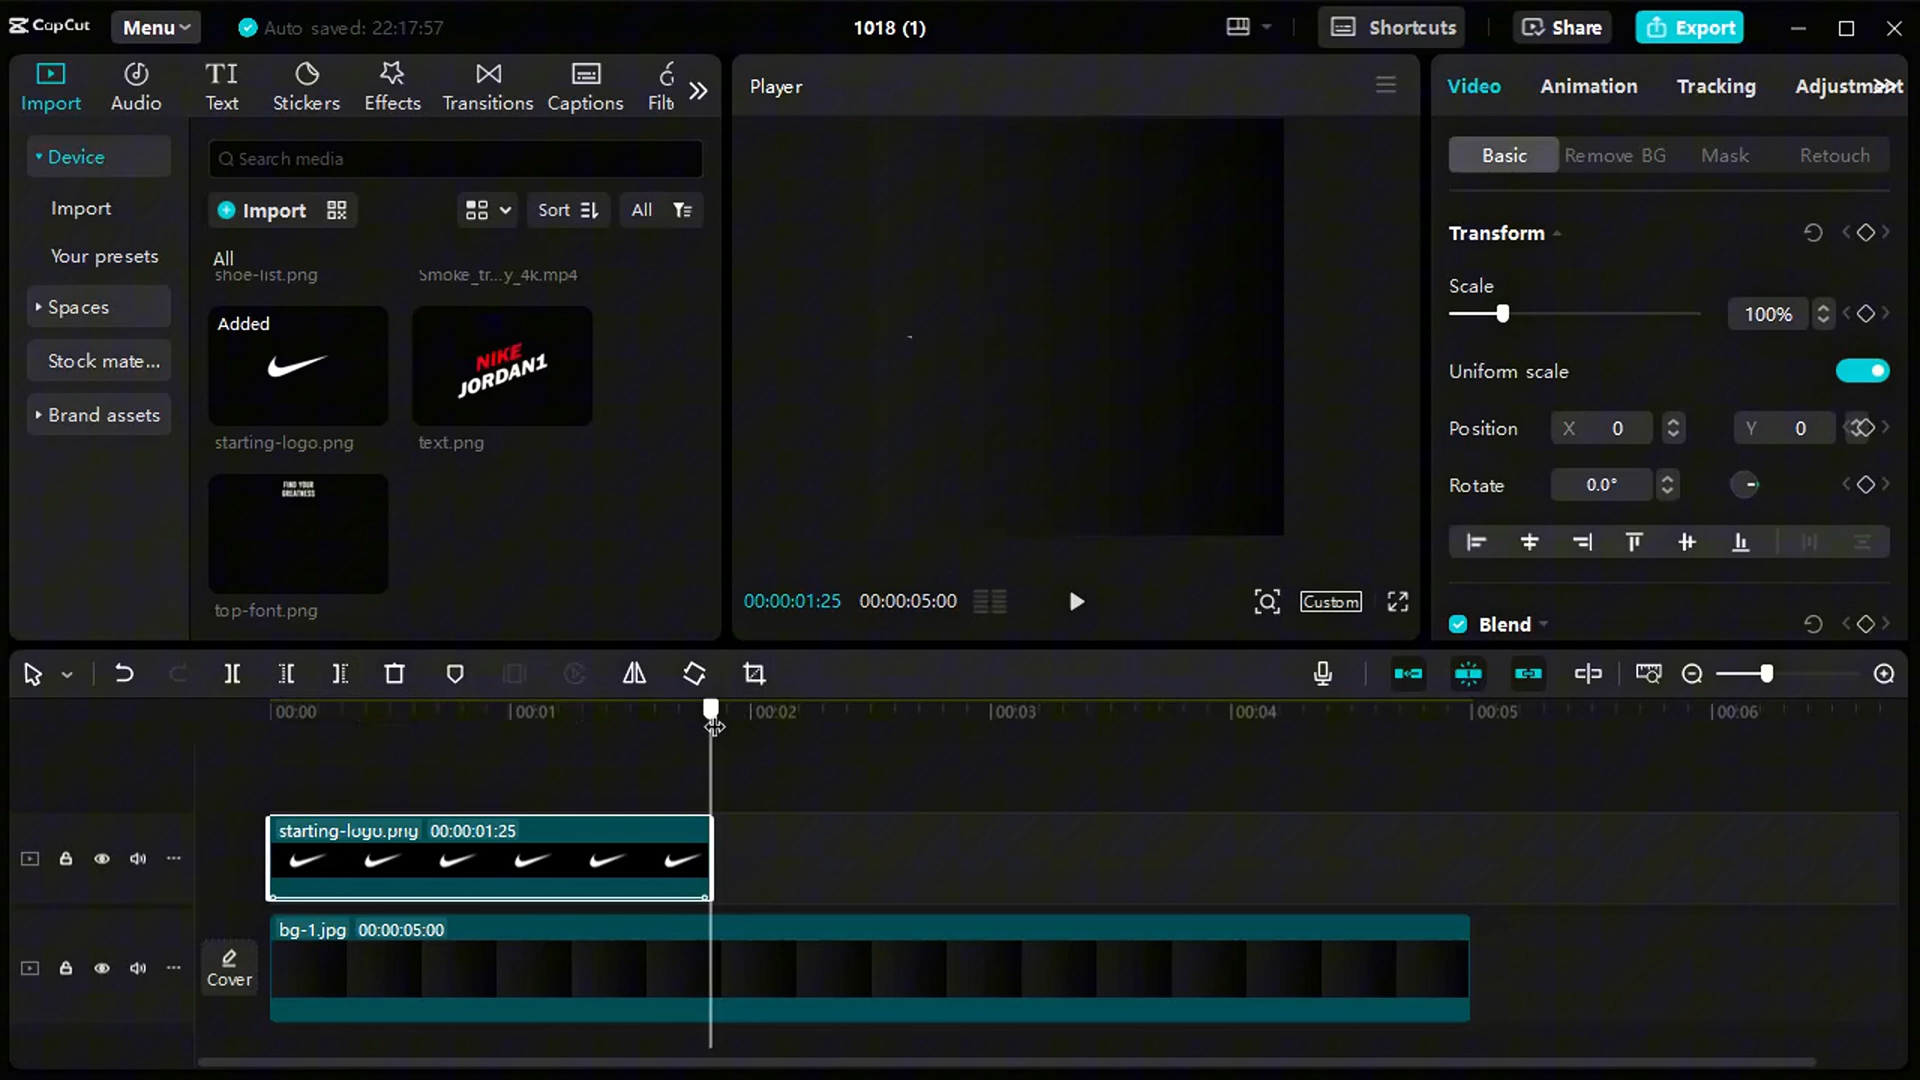 CapCut
Menu
Auto saved: 22:17:57
1018 (1)
Shortcuts
Share
Export
Import
Audio
TI
Text
Stickers
Effects
Transitions
Captions
Filt
Device
Import
Your presets
Spaces
Stock mate...
Brand assets
Search media
Import
Sort
All
All
shoe-list.png
Smoke_tr...y_4k.mp4
Added
starting-logo.png
NIKE
JORDAN1
text.png
FIND YOUR
GREATNESS
top-font.png
Player
00:00:01:25
00:00:05:00
Custom
Video
Animation
Tracking
Adjustment
Basic
Remove BG
Mask
Retouch
Transform
Scale
100%
Uniform scale
Position
X 0
Y 0
Rotate
0.0°
Blend
00:00
00:01
00:02
00:03
00:04
00:05
00:06
starting-logo.png 00:00:01:25
Cover
bg-1.jpg 00:00:05:00